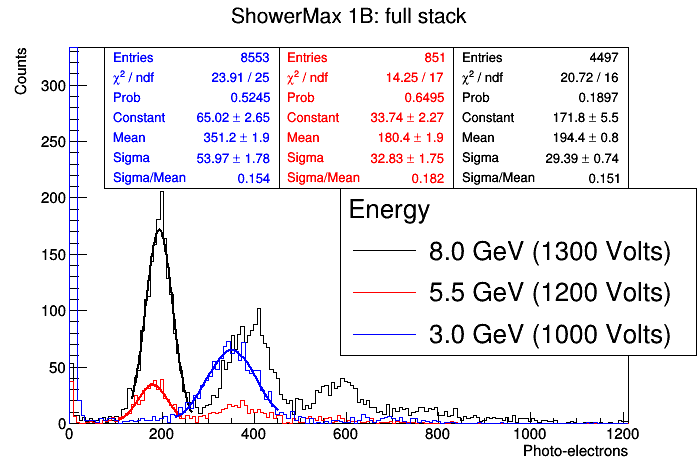 ShowerMax 1B: full stack
Counts
Entries 8553
χ² / ndf 23.91 / 25
Prob 0.5245
Constant 65.02 ± 2.65
Mean 351.2 ± 1.9
Sigma 53.97 ± 1.78
Sigma/Mean 0.154
Entries 851
χ² / ndf 14.25 / 17
Prob 0.6495
Constant 33.74 ± 2.27
Mean 180.4 ± 1.9
Sigma 32.83 ± 1.75
Sigma/Mean 0.182
Entries 4497
χ² / ndf 20.72 / 16
Prob 0.1897
Constant 171.8 ± 5.5
Mean 194.4 ± 0.8
Sigma 29.39 ± 0.74
Sigma/Mean 0.151
Energy
8.0 GeV (1300 Volts)
5.5 GeV (1200 Volts)
3.0 GeV (1000 Volts)
300
250
200
150
100
50
0
0 200 400 600 800 1000 1200
Photo-electrons